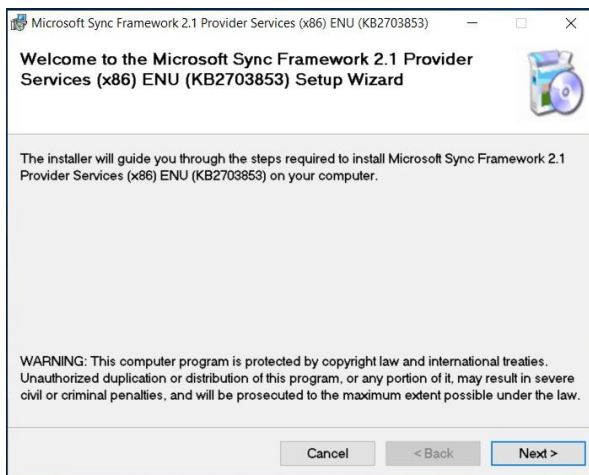 Microsoft Sync Framework 2.1 Provider Services (x86) ENU (KB2703853)
Welcome to the Microsoft Sync Framework 2.1 Provider
Services (x86) ENU (KB2703853) Setup Wizard
The installer will guide you through the steps required to install Microsoft Sync Framework 2.1
Provider Services (x86) ENU (KB2703853) on your computer.
WARNING: This computer program is protected by copyright law and international treaties.
Unauthorized duplication or distribution of this program, or any portion of it, may result in severe
civil or criminal penalties, and will be prosecuted to the maximum extent possible under the law.
Cancel < Back Next >